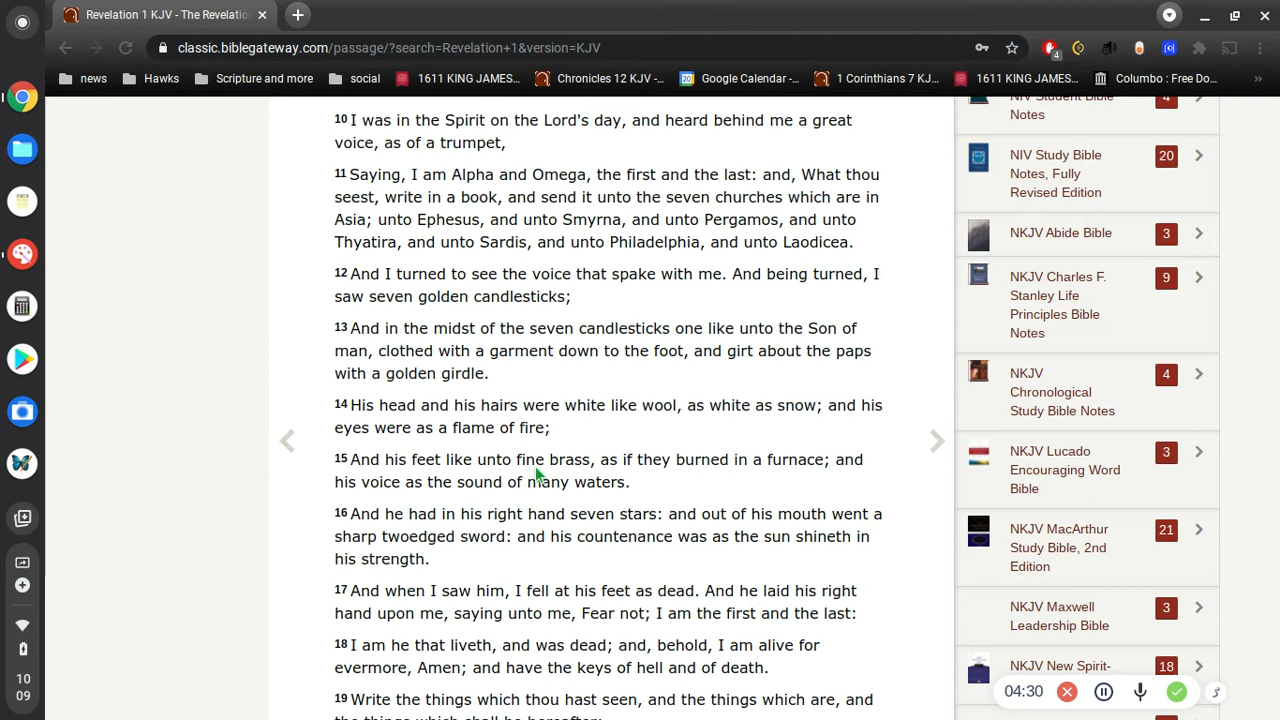 Revelation 1 KJV - The Revelatio
classic.biblegateway.com/passage/?search=Revelation+1&version=KJV
4
news
Hawks
Scripture and more
social
1611 KING JAMES...
Chronicles 12 KJV -...
20
Google Calendar -...
1 Corinthians 7 KJ...
1611 KING JAMES...
Columbo : Free Do...
»
10 I was in the Spirit on the Lord's day, and heard behind me a great
voice, as of a trumpet,
11 Saying, I am Alpha and Omega, the first and the last: and, What thou
seest, write in a book, and send it unto the seven churches which are in
Asia; unto Ephesus, and unto Smyrna, and unto Pergamos, and unto
Thyatira, and unto Sardis, and unto Philadelphia, and unto Laodicea.
12 And I turned to see the voice that spake with me. And being turned, I
saw seven golden candlesticks;
13 And in the midst of the seven candlesticks one like unto the Son of
man, clothed with a garment down to the foot, and girt about the paps
with a golden girdle.
14 His head and his hairs were white like wool, as white as snow; and his
eyes were as a flame of fire;
15 And his feet like unto fine brass, as if they burned in a furnace; and
his voice as the sound of many waters.
16 And he had in his right hand seven stars: and out of his mouth went a
sharp twoedged sword: and his countenance was as the sun shineth in
his strength.
17 And when I saw him, I fell at his feet as dead. And he laid his right
hand upon me, saying unto me, Fear not; I am the first and the last:
18 I am he that liveth, and was dead; and, behold, I am alive for
evermore, Amen; and have the keys of hell and of death.
19 Write the things which thou hast seen, and the things which are, and
the things which shall be hereafter;
NIV Student Bible
Notes
4
NIV Study Bible
Notes, Fully
Revised Edition
20
NKJV Abide Bible
3
NKJV Charles F.
Stanley Life
Principles Bible
Notes
9
NKJV
Chronological
Study Bible Notes
4
NKJV Lucado
Encouraging Word
Bible
3
NKJV MacArthur
Study Bible, 2nd
Edition
21
NKJV Maxwell
Leadership Bible
3
NKJV New Spirit-
18
04:30
10
09